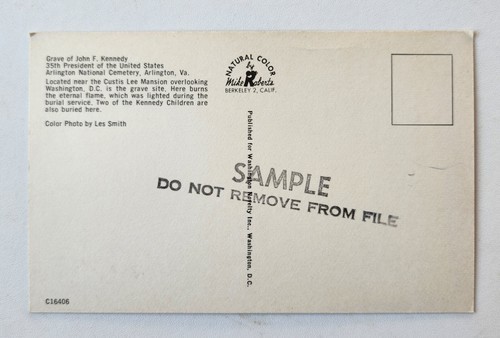 Grave of John F. Kennedy
35th President of the United States
Arlington National Cemetery, Arlington, Va.
Located near the Custis Lee Mansion overlooking
Washington, D.C. is the grave site. Here burns
the eternal flame, which was lighted during the
burial service. Two of the Kennedy Children are
also buried here.
Color Photo by Les Smith
NATURAL COLOR
by
Mike Roberts
BERKELEY 2, CALIF.
Published for Washington Novelty Inc., Washington, D.C.
SAMPLE
DO NOT REMOVE FROM FILE
C16406